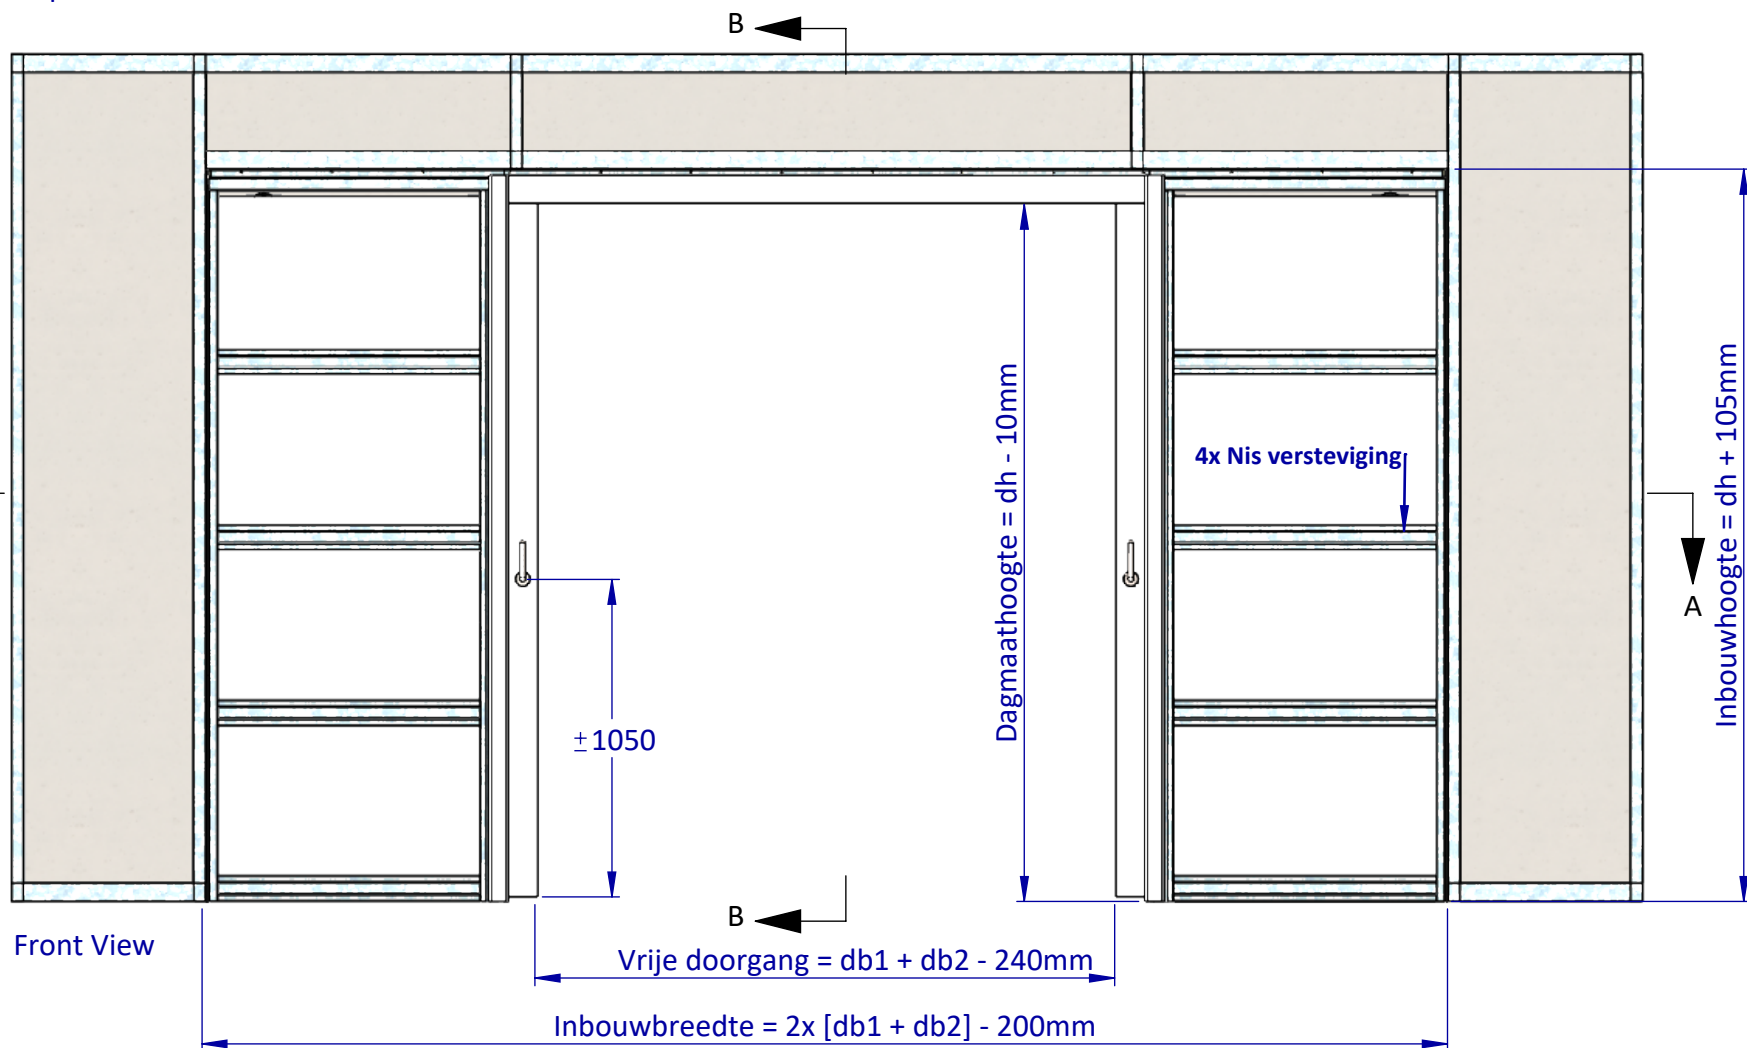 B
Dagmaathoogte = dh - 10mm
4x Nis versteviging
Inbouwhoogte = dh + 105mm
A
±1050
B
Front View
Vrije doorgang = db1 + db2 - 240mm
Inbouwbreedte = 2x [db1 + db2] - 200mm